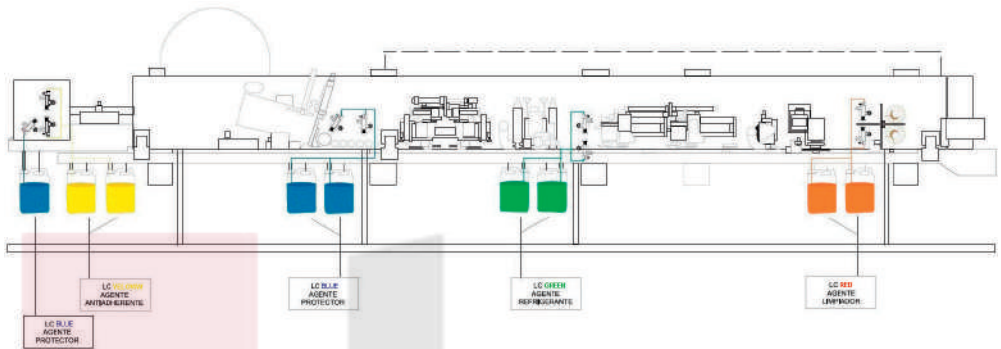 LC YELLOW
AGENTE
ANTIADHERENTE
LC BLUE
AGENTE
PROTECTOR
LC GREEN
AGENTE
REFRIGERANTE
LC RED
AGENTE
LIMPIADOR
LC BLUE
AGENTE
PROTECTOR